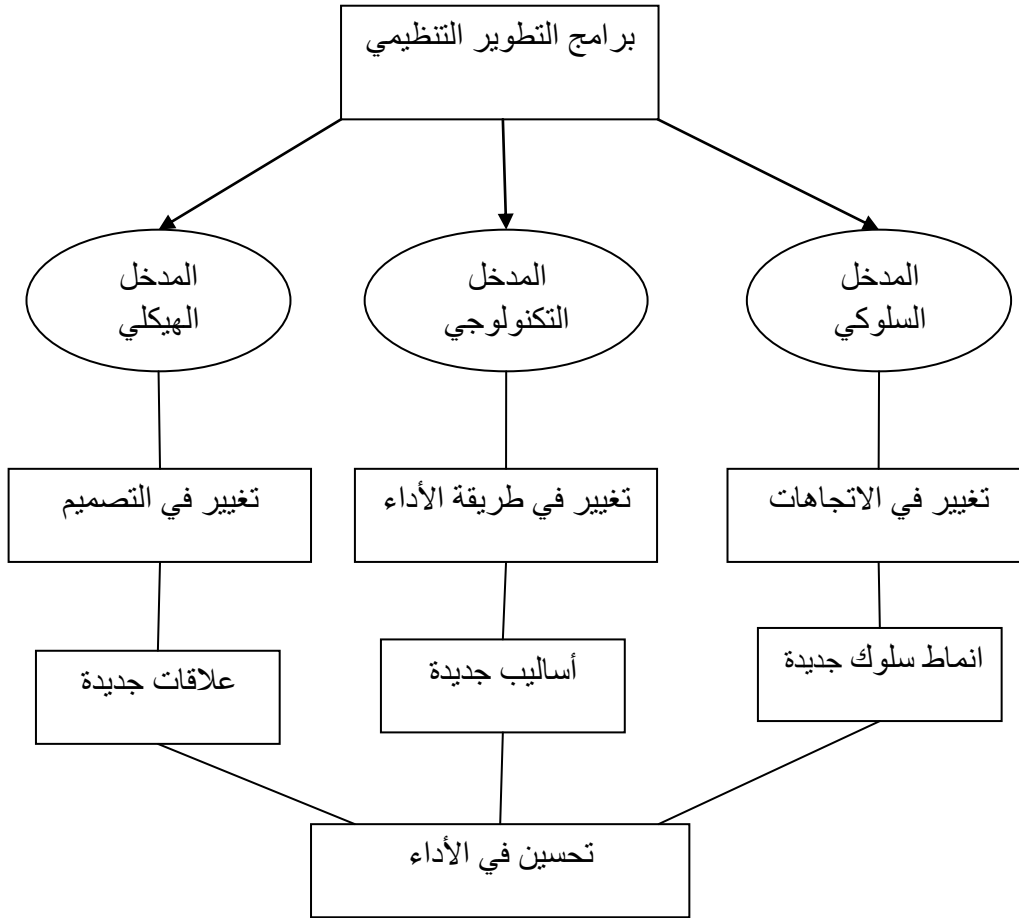 برامج التطوير التنظيمي
المدخل
السلوكي
المدخل
التكنولوجي
المدخل
الهيكلي
تغيير في الاتجاهات
تغيير في طريقة الأداء
تغيير في التصميم
انماط سلوك جديدة
أساليب جديدة
علاقات جديدة
تحسين في الأداء